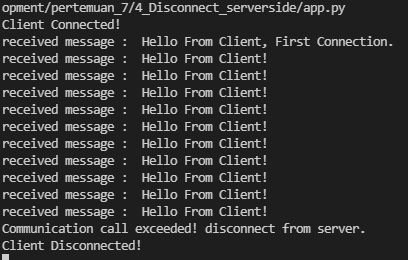 opment/pertemuan_7/4_Disconnect_serverside/app.py
Client Connected!
received message :  Hello From Client, First Connection.
received message :  Hello From Client!
received message :  Hello From Client!
received message :  Hello From Client!
received message :  Hello From Client!
received message :  Hello From Client!
received message :  Hello From Client!
received message :  Hello From Client!
received message :  Hello From Client!
received message :  Hello From Client!
received message :  Hello From Client!
Communication call exceeded! disconnect from server.
Client Disconnected!